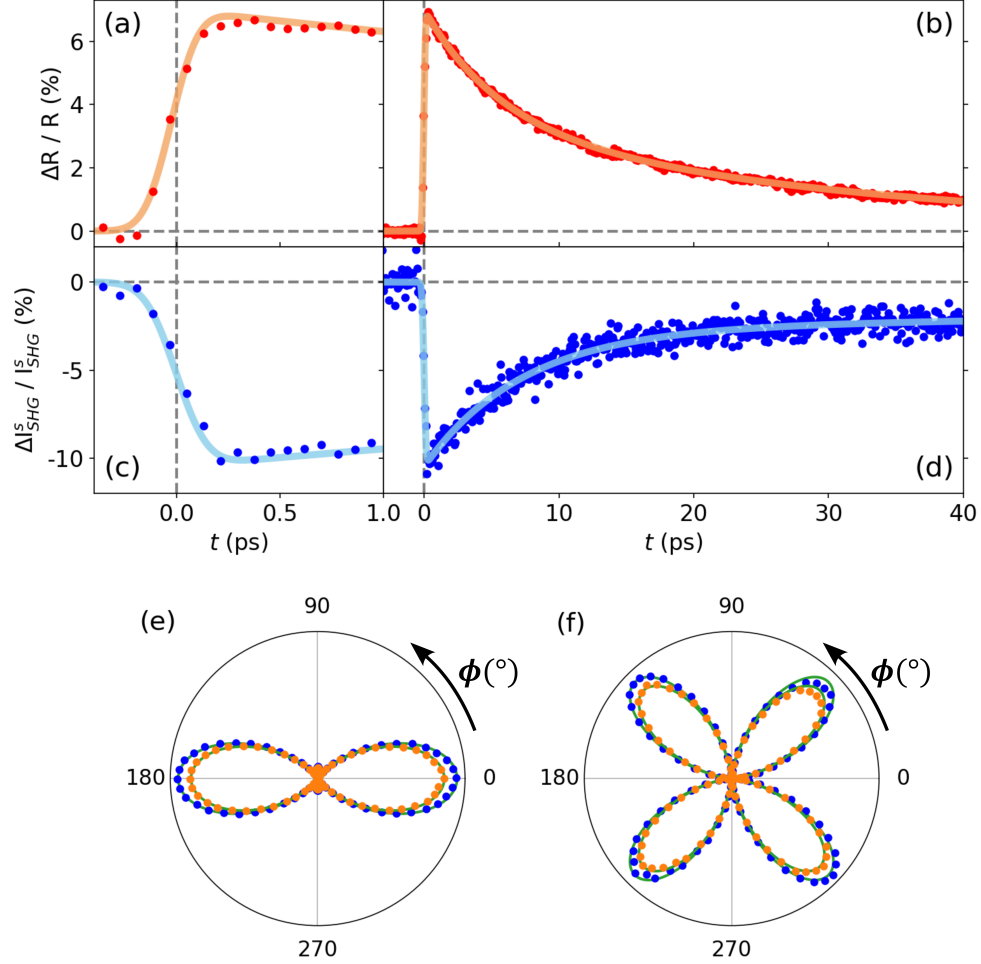 (a)
(b)
6
4
2
0
ΔR / R (%)
0
-5
-10
ΔI^s_SHG / I^s_SHG (%)
(c)
(d)
0.0
0.5
1.0
0
10
20
30
40
t (ps)
t (ps)
(e)
90
ϕ(°)
180
0
270
(f)
90
ϕ(°)
180
0
270